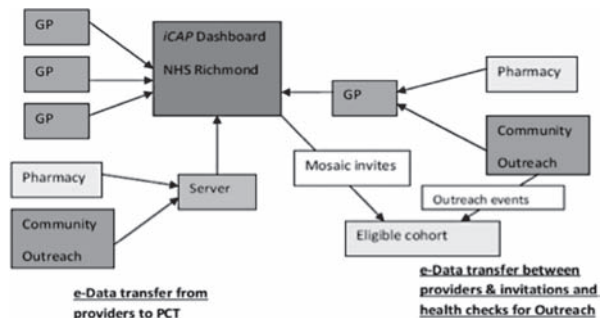 GP
GP
GP
iCAP Dashboard
NHS Richmond
GP
Pharmacy
Community
Outreach
Mosaic invites
Pharmacy
Server
Outreach events
Community
Outreach
Eligible cohort
e-Data transfer from
providers to PCT
e-Data transfer between
providers & invitations and
health checks for Outreach